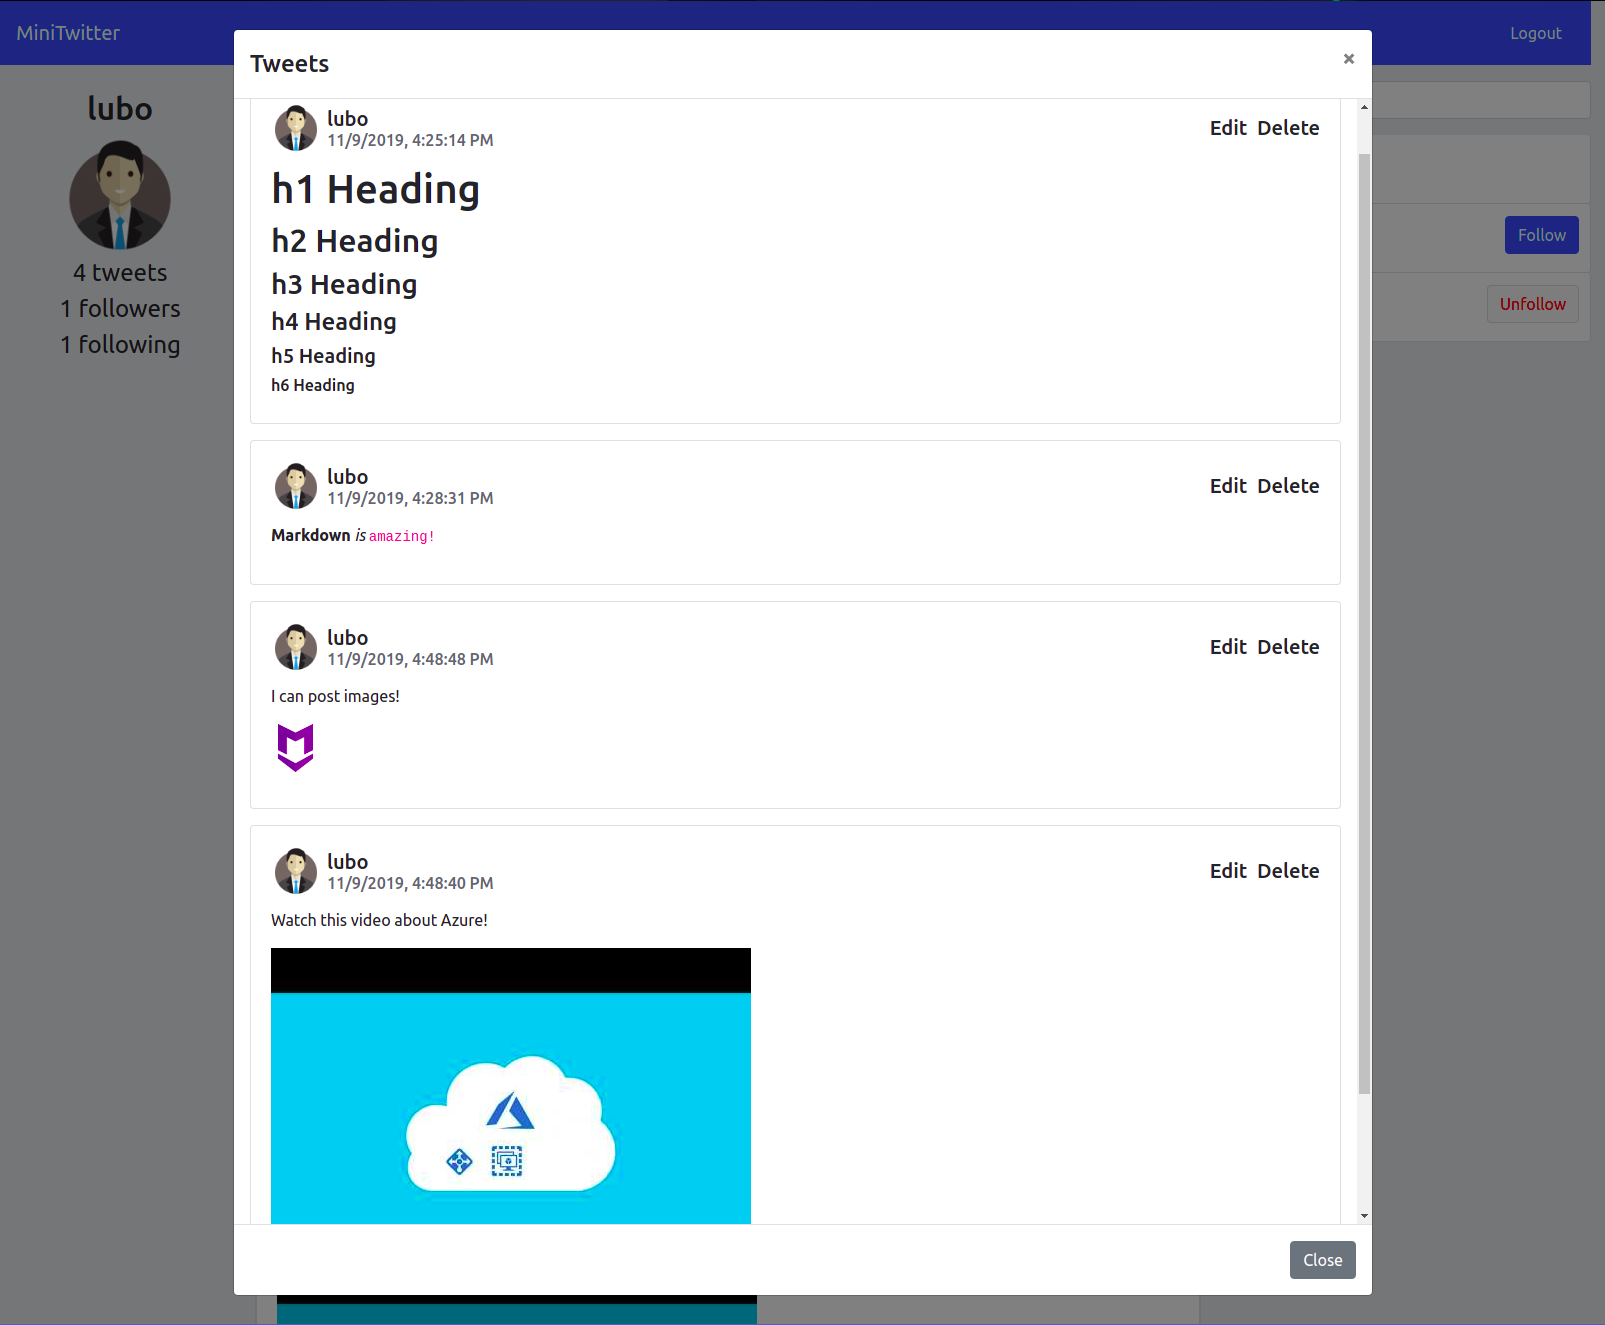 MiniTwitter
Logout
lubo
4 tweets
1 followers
1 following
Follow
Unfollow
Tweets
×
lubo
11/9/2019, 4:25:14 PM
Edit Delete
h1 Heading
h2 Heading
h3 Heading
h4 Heading
h5 Heading
h6 Heading
lubo
11/9/2019, 4:28:31 PM
Edit Delete
Markdown is amazing!
lubo
11/9/2019, 4:48:48 PM
Edit Delete
I can post images!
lubo
11/9/2019, 4:48:40 PM
Edit Delete
Watch this video about Azure!
Close